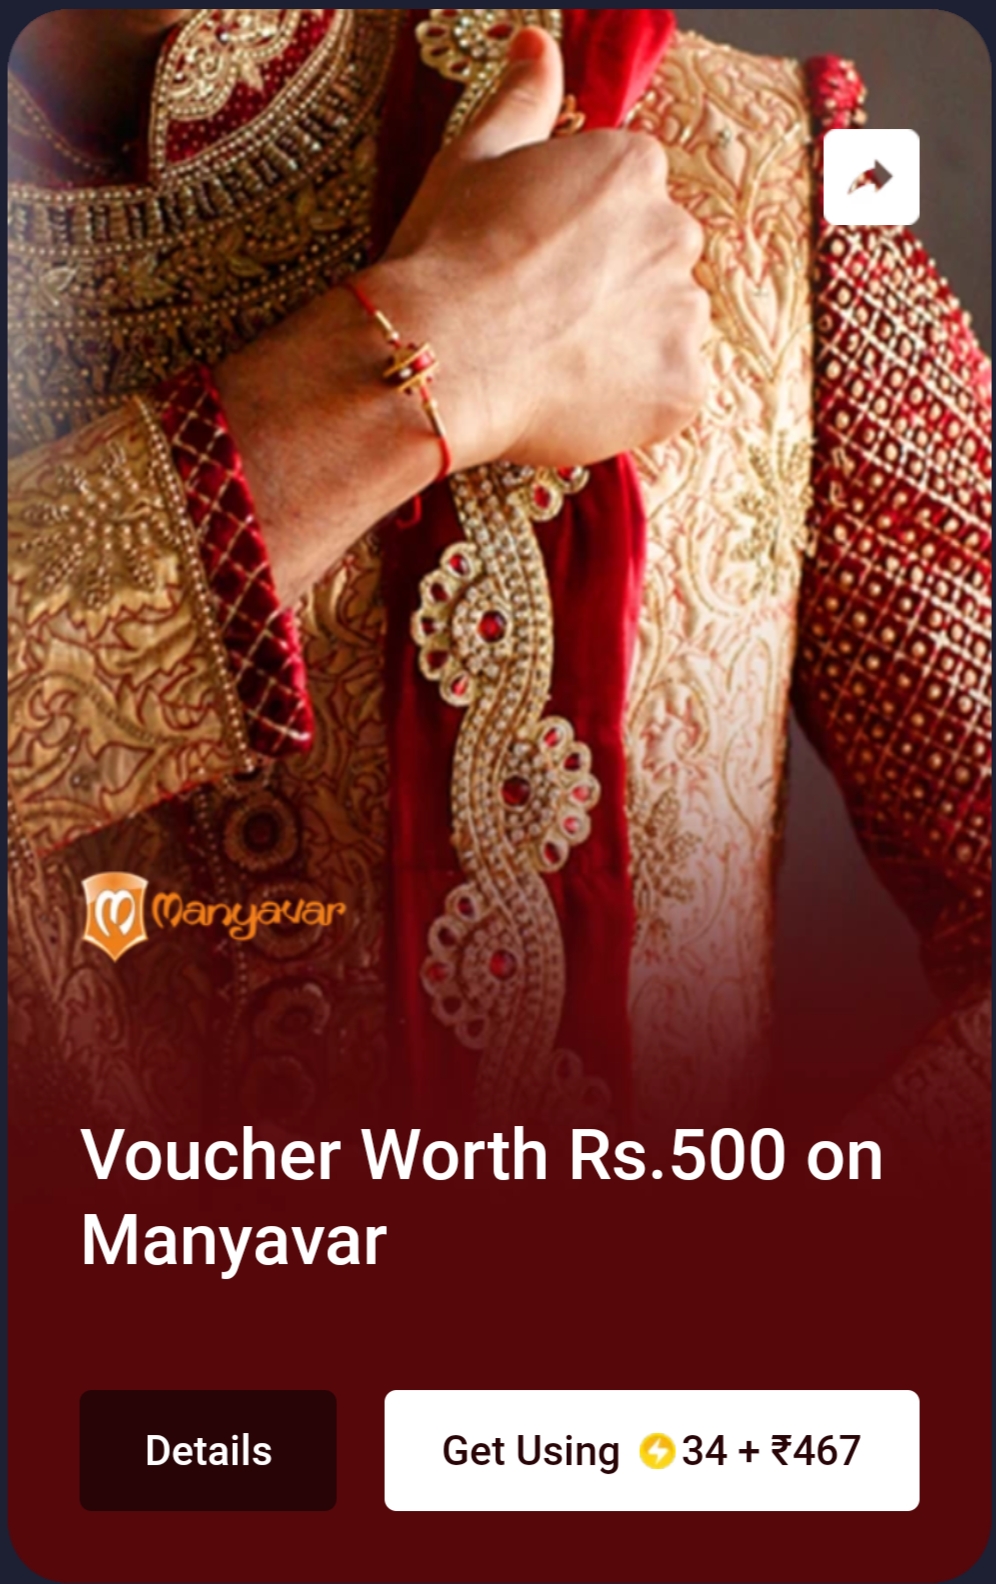 Manyavar
Voucher Worth Rs.500 on
Manyavar
Details
Get Using 34 + ₹467